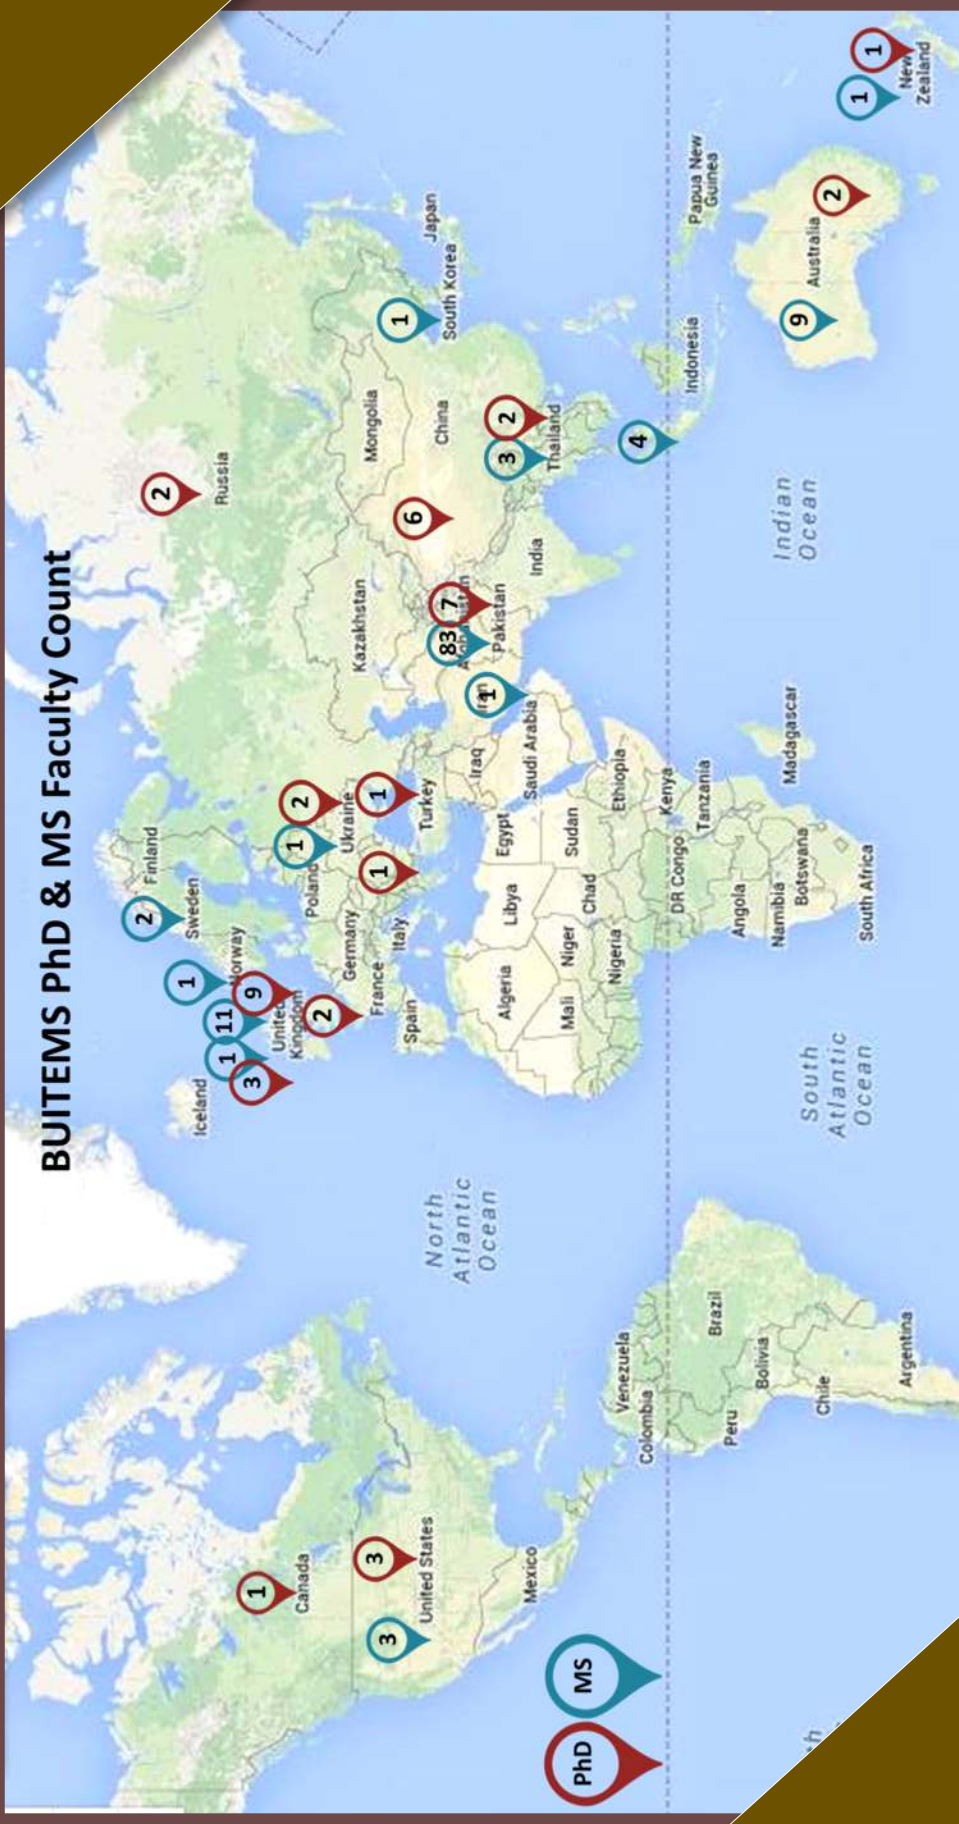 BUITEMS PhD & MS Faculty Count
1
Canada
3
3
United States
Mexico
PhD
MS
Venezuela
Colombia
Brazil
Peru
Bolivia
Chile
Argentina
North
Atlantic
Ocean
South
Atlantic
Ocean
Iceland
3
1
11
9
1
United
Kingdom
Norway
2
Sweden
Finland
2
France
Spain
Germany
Italy
Poland
1
1
2
Ukraine
1
Turkey
2
Russia
Kazakhstan
Mongolia
China
6
1
South Korea
Japan
83
7
Afghanistan
Pakistan
1
Iran
Iraq
Saudi Arabia
India
3
2
Thailand
4
Indonesia
Papua New
Guinea
Algeria
Libya
Egypt
Mali
Niger
Chad
Sudan
Nigeria
Ethiopia
DR Congo
Kenya
Tanzania
Angola
Namibia
Botswana
Madagascar
South Africa
Indian
Ocean
9
Australia
2
1
1
New
Zealand